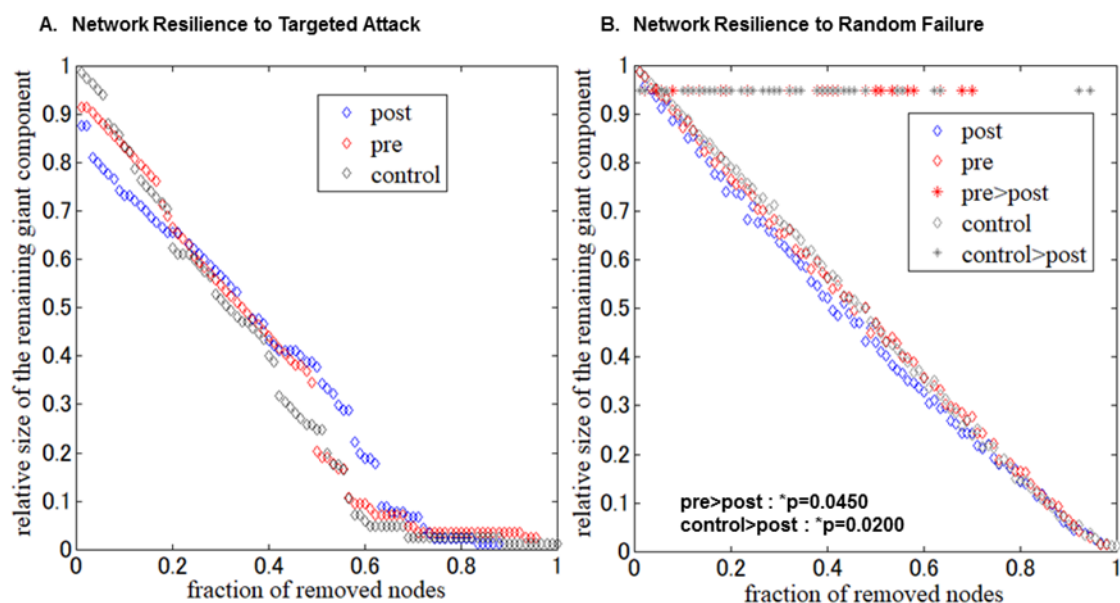 A. Network Resilience to Targeted Attack
relative size of the remaining giant component
1
0.9
0.8
0.7
0.6
0.5
0.4
0.3
0.2
0.1
0
0 0.2 0.4 0.6 0.8 1
fraction of removed nodes
post
pre
control
B. Network Resilience to Random Failure
relative size of the remaining giant component
1
0.9
0.8
0.7
0.6
0.5
0.4
0.3
0.2
0.1
0
0 0.2 0.4 0.6 0.8 1
fraction of removed nodes
post
pre
pre>post
control
control>post
pre>post : *p=0.0450
control>post : *p=0.0200